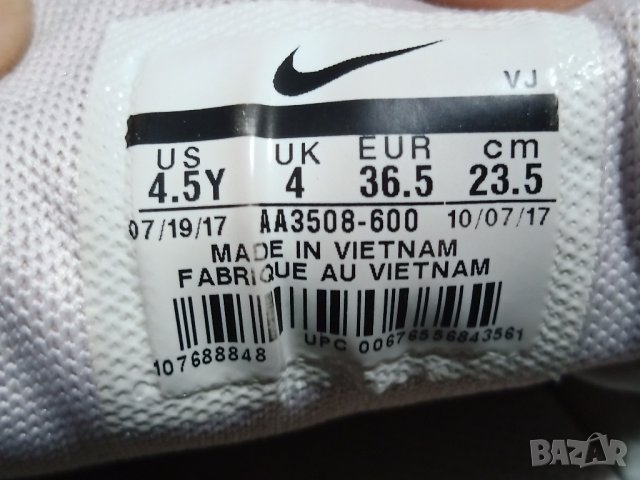 VJ
US UK EUR cm
4.5Y 4 36.5 23.5
07/19/17 AA3508-600 10/07/17
MADE IN VIETNAM
FABRIQUE AU VIETNAM
107688848 UPC 00676556843561
BAZAR